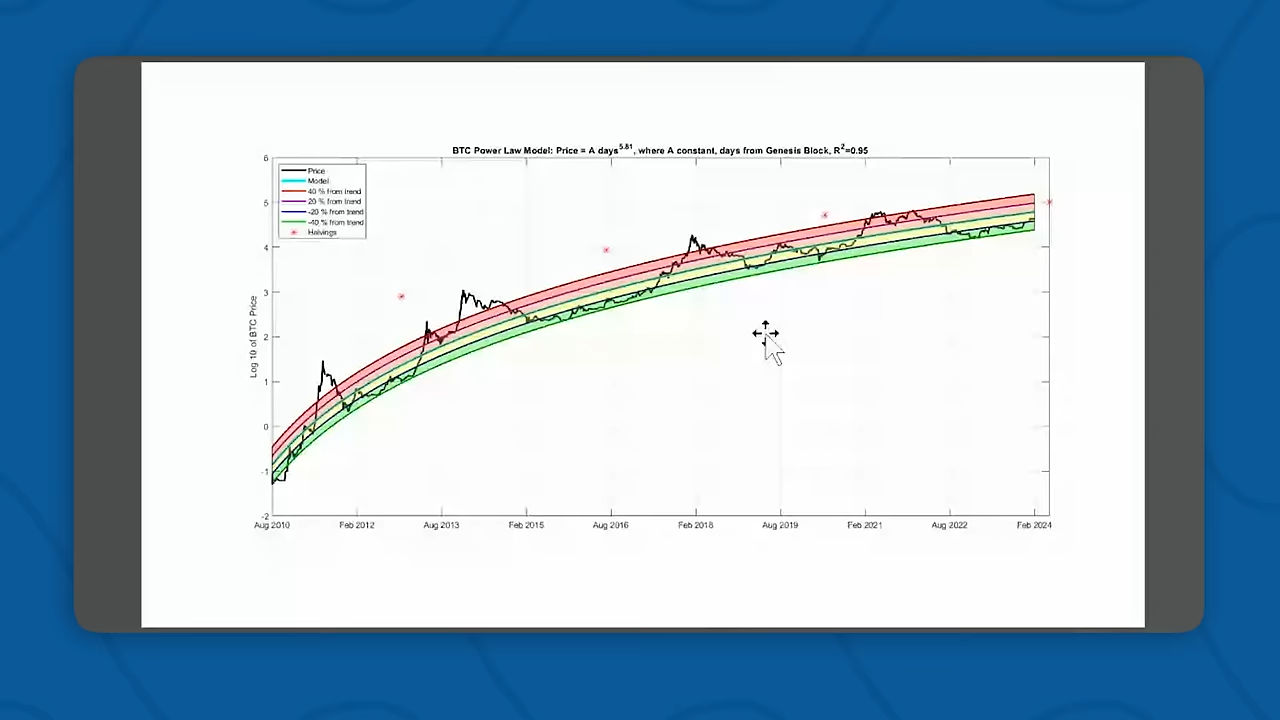 BTC Power Law Model: Price = A days^5.81, where A constant, days from Genesis Block, R^2=0.95
Price
Model
40 % from trend
20 % from trend
-20 % from trend
-40 % from trend
Halvings
Log 10 of BTC Price
6
5
4
3
2
1
0
-1
-2
Aug 2010 Feb 2012 Aug 2013 Feb 2015 Aug 2016 Feb 2018 Aug 2019 Feb 2021 Aug 2022 Feb 2024